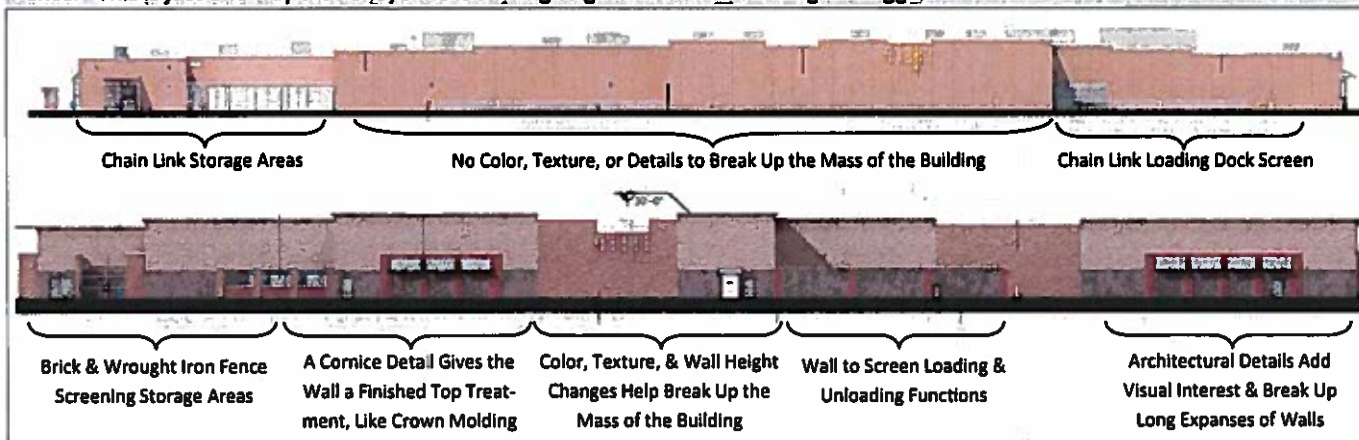 Chain Link Storage Areas
No Color, Texture, or Details to Break Up the Mass of the Building
Chain Link Loading Dock Screen
30'-0"
Brick & Wrought Iron Fence
Screening Storage Areas
A Cornice Detail Gives the
Wall a Finished Top Treat-
ment, Like Crown Molding
Color, Texture, & Wall Height
Changes Help Break Up the
Mass of the Building
Wall to Screen Loading &
Unloading Functions
Architectural Details Add
Visual Interest & Break Up
Long Expanses of Walls